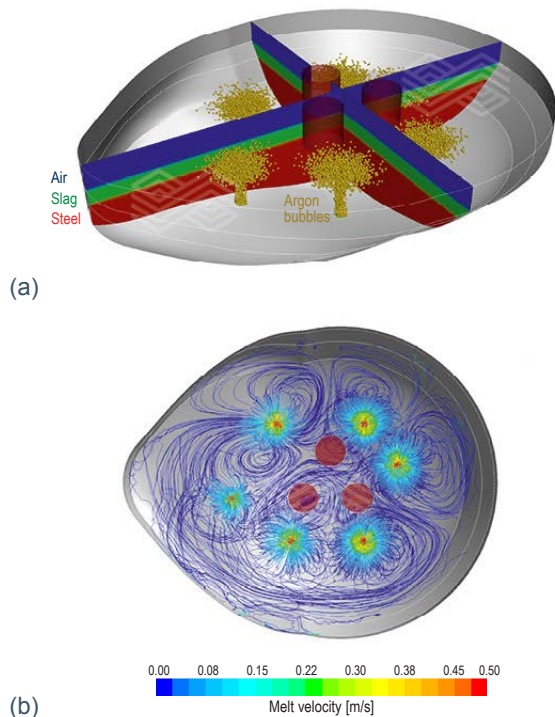 Air
Slag
Steel
Argon
bubbles
(a)
0.00 0.08 0.15 0.22 0.30 0.38 0.45 0.50
Melt velocity [m/s]
(b)